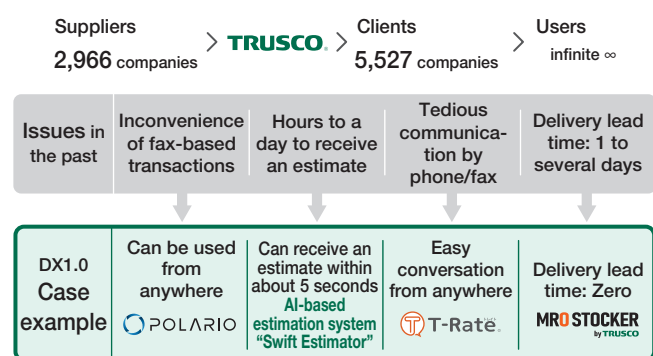 Suppliers
2,966 companies
>
TRUSCO®
>
Clients
5,527 companies
>
Users
infinite ∞
Issues in
the past
Inconvenience
of fax-based
transactions
Hours to a
day to receive
an estimate
Tedious
communica-
tion by
phone/fax
Delivery lead
time: 1 to
several days
DX1.0
Case
example
Can be used
from
anywhere
POLARIO
Can receive an
estimate within
about 5 seconds
AI-based
estimation system
“Swift Estimator”
Easy
conversation
from anywhere
T-Rate.
Delivery lead
time: Zero
MRO STOCKER
by TRUSCO